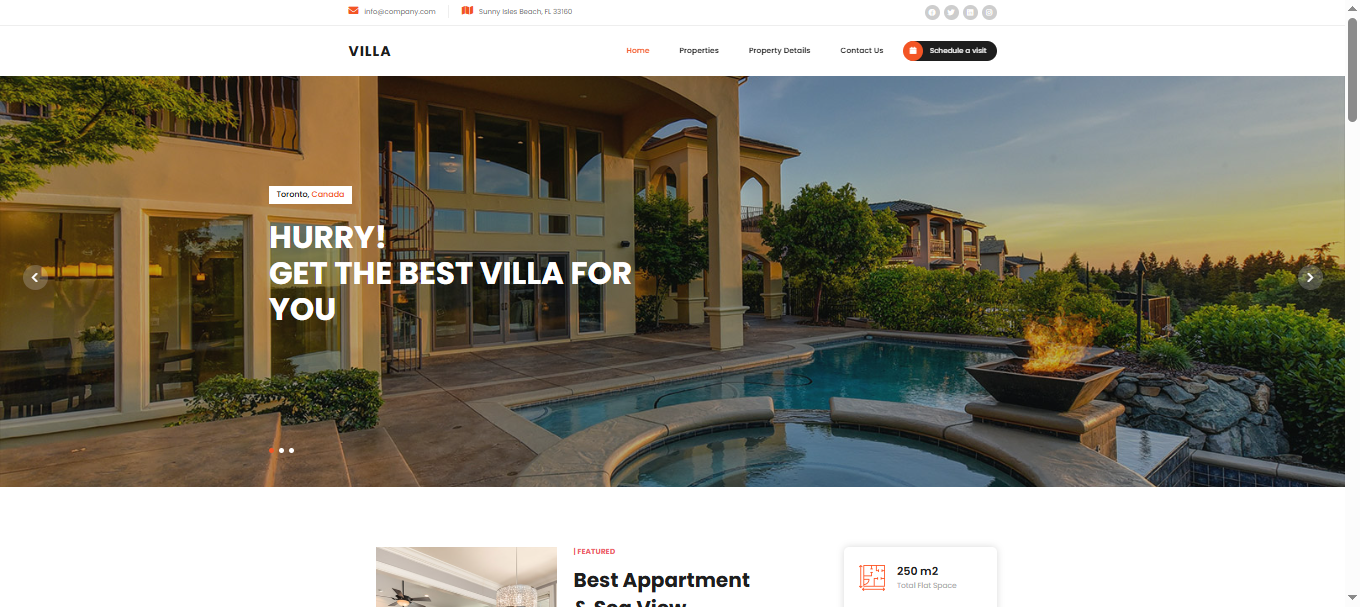 info@company.com
Sunny Isles Beach, FL 33160
VILLA
Home
Properties
Property Details
Contact Us
Schedule a visit
Toronto, Canada
HURRY!
GET THE BEST VILLA FOR
YOU
| FEATURED
Best Appartment
& Sea View
250 m2
Total Flat Space